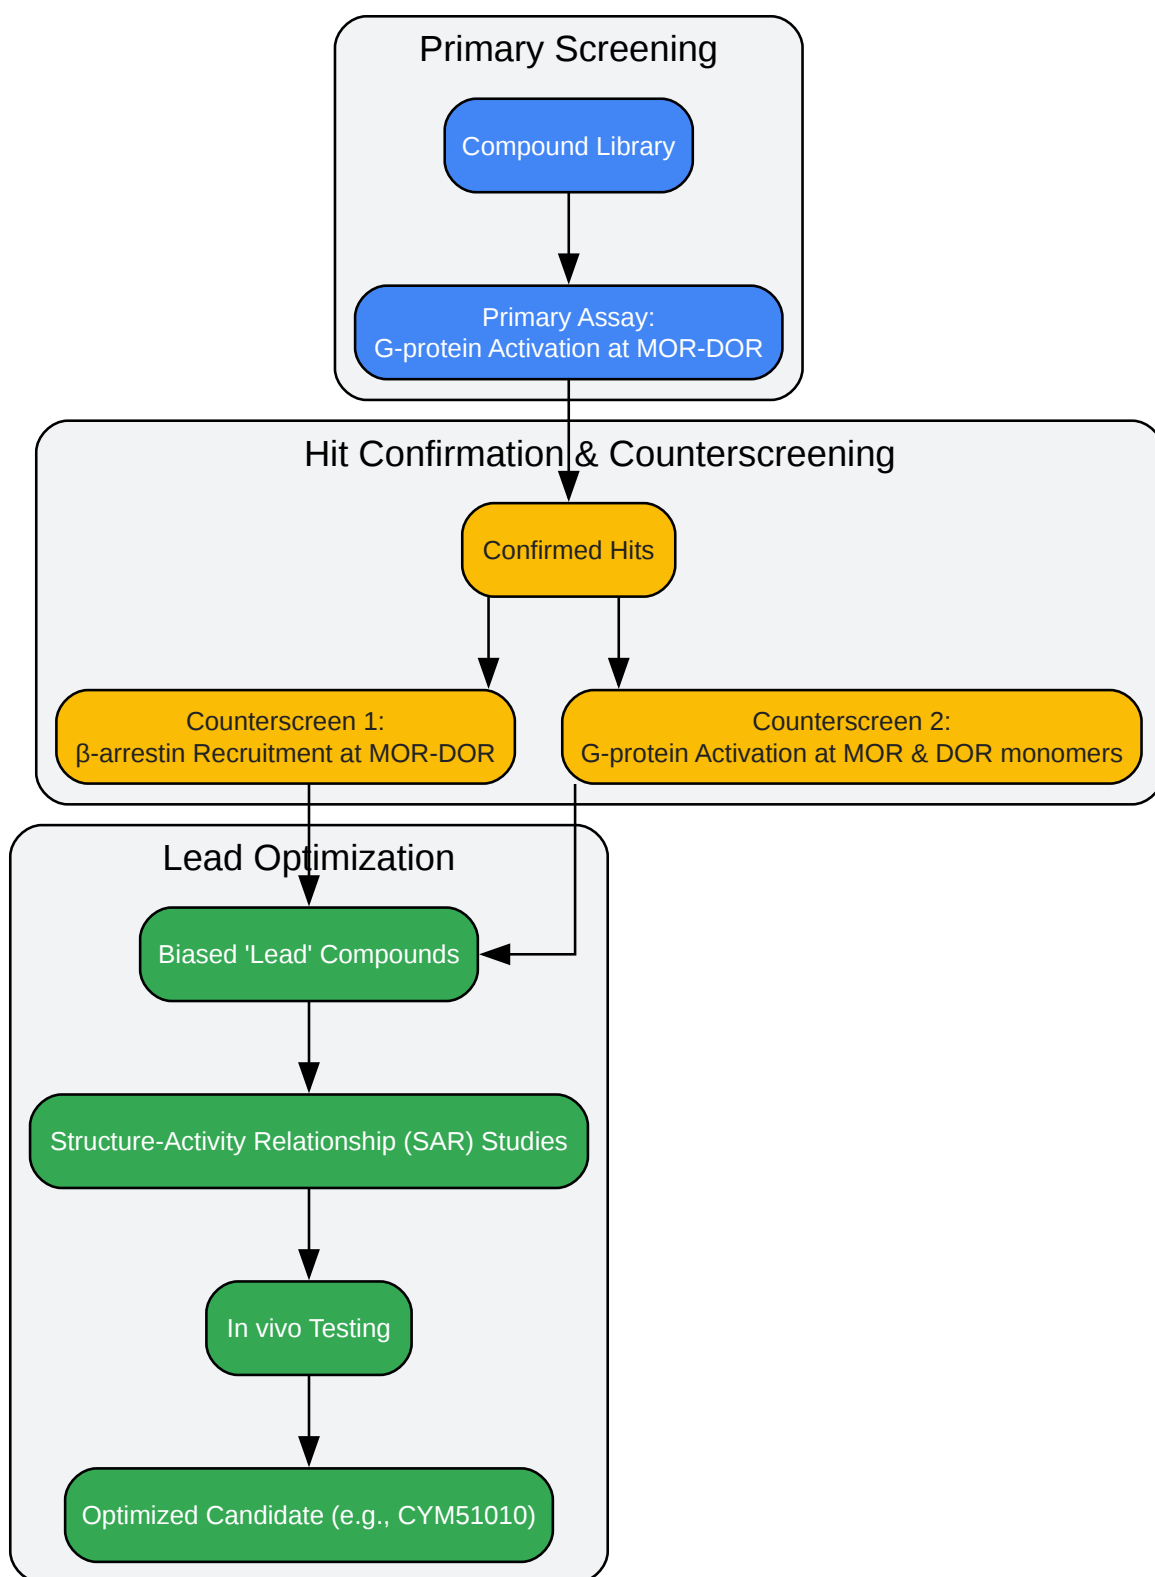 Primary Screening
Compound Library
Primary Assay:
G-protein Activation at MOR-DOR
Hit Confirmation & Counterscreening
Confirmed Hits
Counterscreen 1:
β-arrestin Recruitment at MOR-DOR
Counterscreen 2:
G-protein Activation at MOR & DOR monomers
Lead Optimization
Biased 'Lead' Compounds
Structure-Activity Relationship (SAR) Studies
In vivo Testing
Optimized Candidate (e.g., CYM51010)